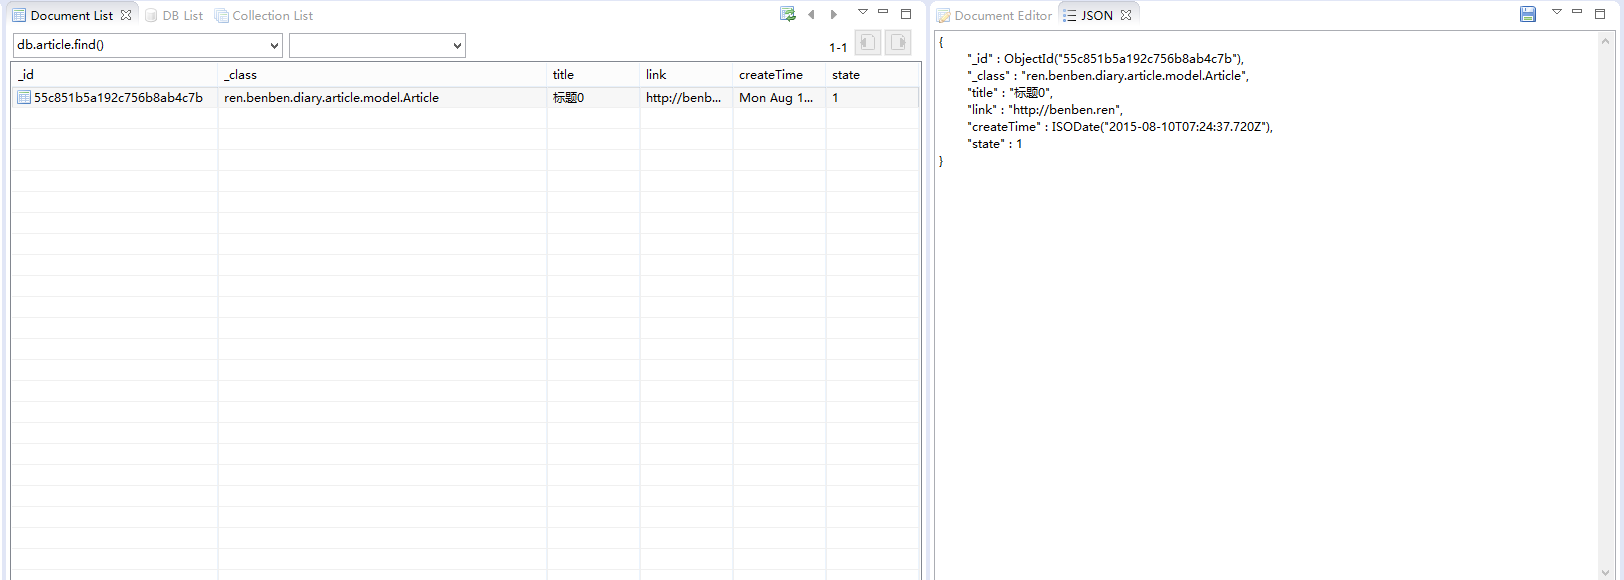 Document List DB List Collection List
db.article.find()
1-1
_id _class title link createTime state
55c851b5a192c756b8ab4c7b ren.benben.diary.article.model.Article 标题0 http://benb... Mon Aug 1... 1
Document Editor JSON
{
"_id" : ObjectId("55c851b5a192c756b8ab4c7b"),
"_class" : "ren.benben.diary.article.model.Article",
"title" : "标题0",
"link" : "http://benben.ren",
"createTime" : ISODate("2015-08-10T07:24:37.720Z"),
"state" : 1
}